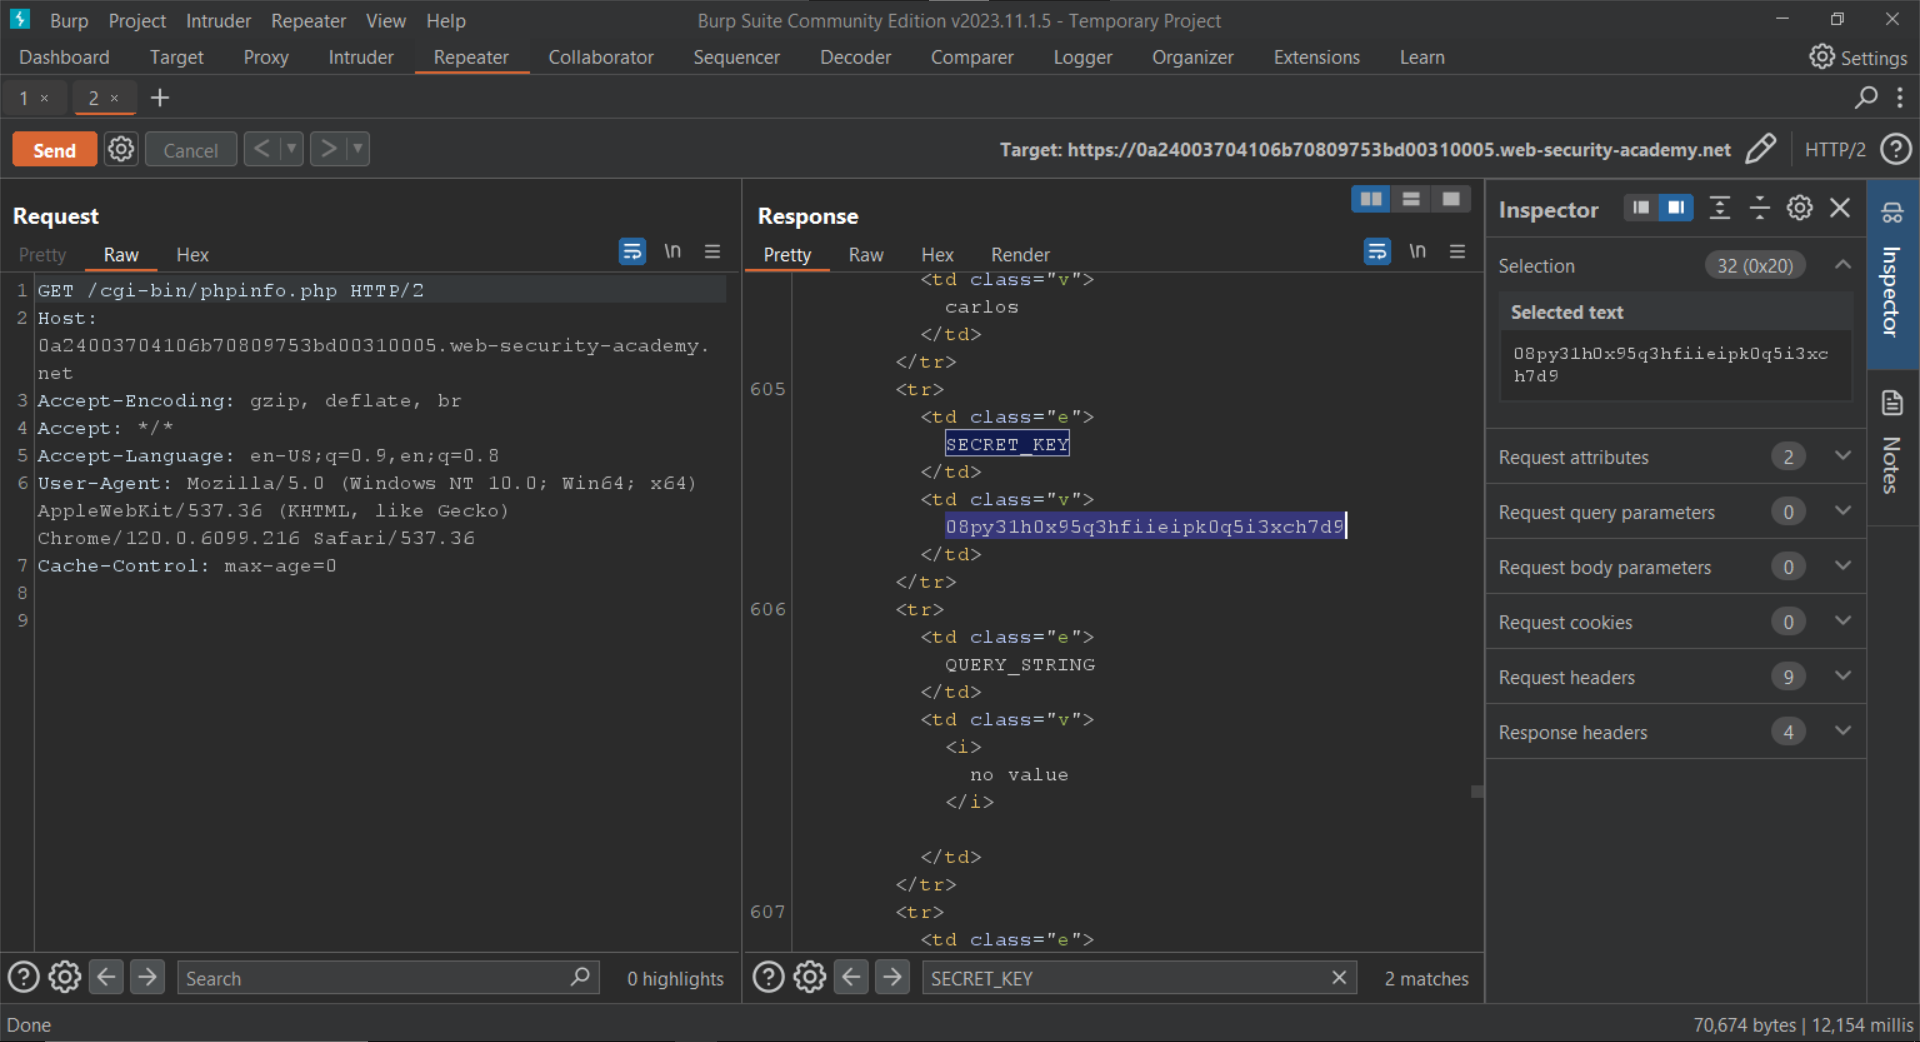 Burp Project Intruder Repeater View Help Burp Suite Community Edition v2023.11.1.5 - Temporary Project
Dashboard Target Proxy Intruder Repeater Collaborator Sequencer Decoder Comparer Logger Organizer Extensions Learn Settings
1 × 2 × +
Send Cancel < > Target: https://0a24003704106b70809753bd00310005.web-security-academy.net HTTP/2
Request
Pretty Raw Hex \n
1 GET /cgi-bin/phpinfo.php HTTP/2
2 Host:
0a24003704106b70809753bd00310005.web-security-academy.
net
3 Accept-Encoding: gzip, deflate, br
4 Accept: */*
5 Accept-Language: en-US;q=0.9,en;q=0.8
6 User-Agent: Mozilla/5.0 (Windows NT 10.0; Win64; x64)
AppleWebKit/537.36 (KHTML, like Gecko)
Chrome/120.0.6099.216 Safari/537.36
7 Cache-Control: max-age=0
8
9
Search 0 highlights
Response
Pretty Raw Hex Render \n
<td class="v">
carlos
</td>
</tr>
605 <tr>
<td class="e">
SECRET_KEY
</td>
<td class="v">
08py31h0x95q3hfiieipk0q5i3xch7d9
</td>
</tr>
606 <tr>
<td class="e">
QUERY_STRING
</td>
<td class="v">
<i>
no value
</i>
</td>
</tr>
607 <tr>
<td class="e">
SECRET_KEY 2 matches
Inspector
Selection 32 (0x20)
Selected text
08py31h0x95q3hfiieipk0q5i3xc
h7d9
Request attributes 2
Request query parameters 0
Request body parameters 0
Request cookies 0
Request headers 9
Response headers 4
Inspector
Notes
Done 70,674 bytes | 12,154 millis